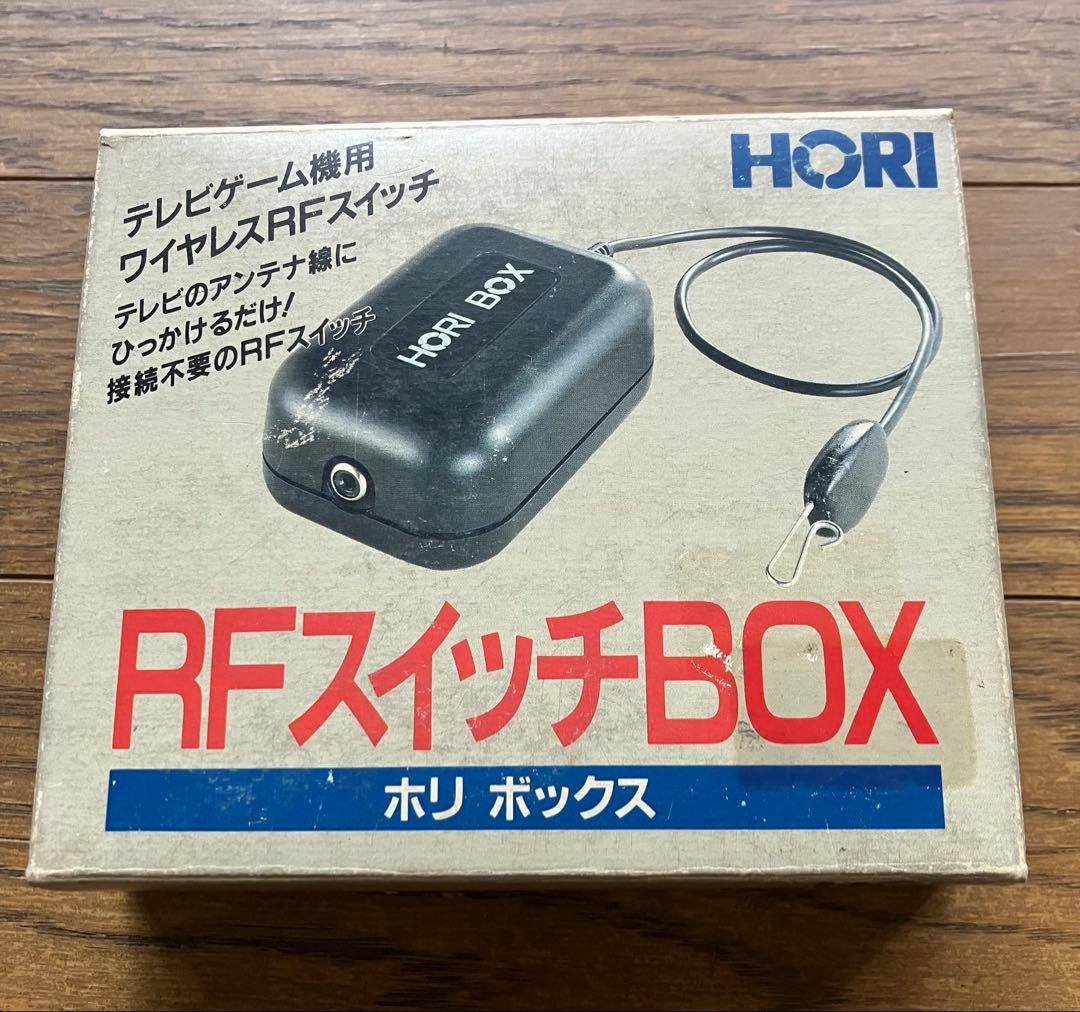 HORI
テレビゲーム機用
ワイヤレスRFスイッチ
テレビのアンテナ線に
ひっかけるだけ!
接続不要のRFスイッチ
HORI BOX
RFスイッチBOX
ホリ ボックス